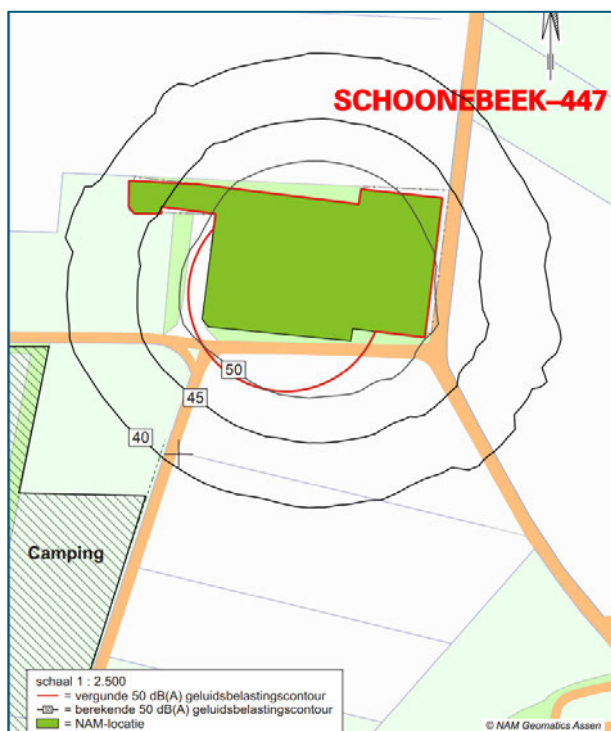 SCHOONEBEEK–447
50
45
40
Camping
schaal 1 : 2.500
= vergunde 50 dB(A) geluidsbelastingscontour
50 = berekende 50 dB(A) geluidsbelastingscontour
= NAM-locatie
© NAM Geomatics Assen